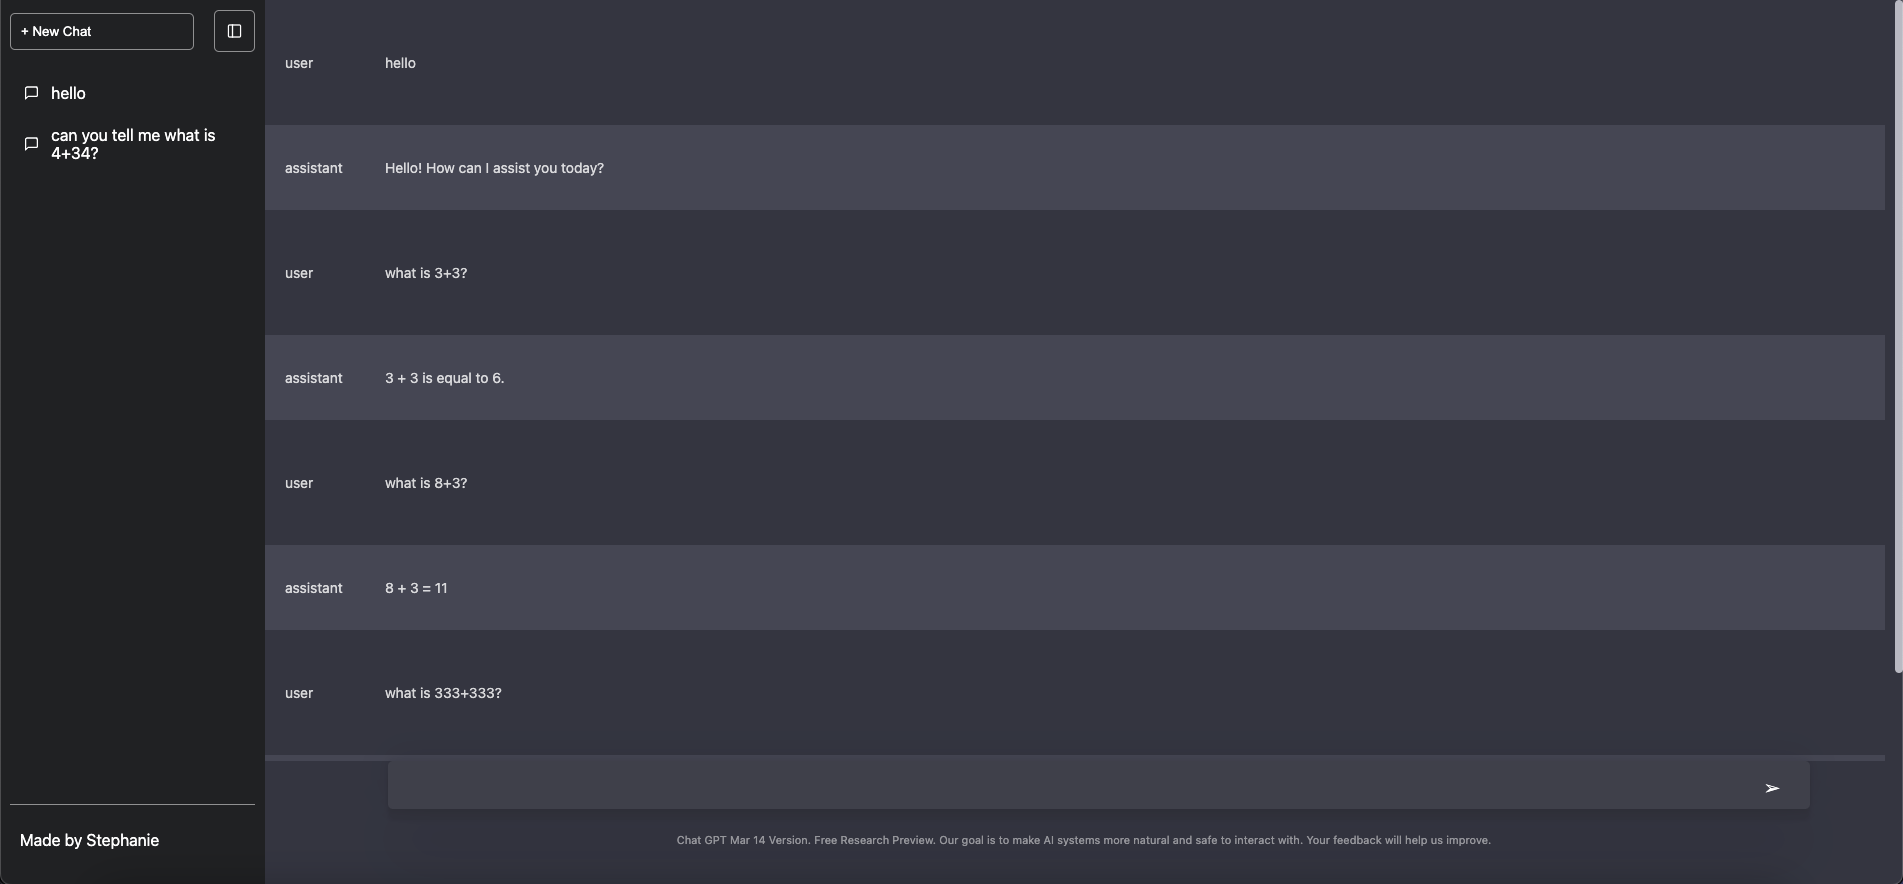 + New Chat
hello
can you tell me what is
4+34?
Made by Stephanie
user hello
assistant Hello! How can I assist you today?
user what is 3+3?
assistant 3 + 3 is equal to 6.
user what is 8+3?
assistant 8 + 3 = 11
user what is 333+333?
Chat GPT Mar 14 Version. Free Research Preview. Our goal is to make AI systems more natural and safe to interact with. Your feedback will help us improve.